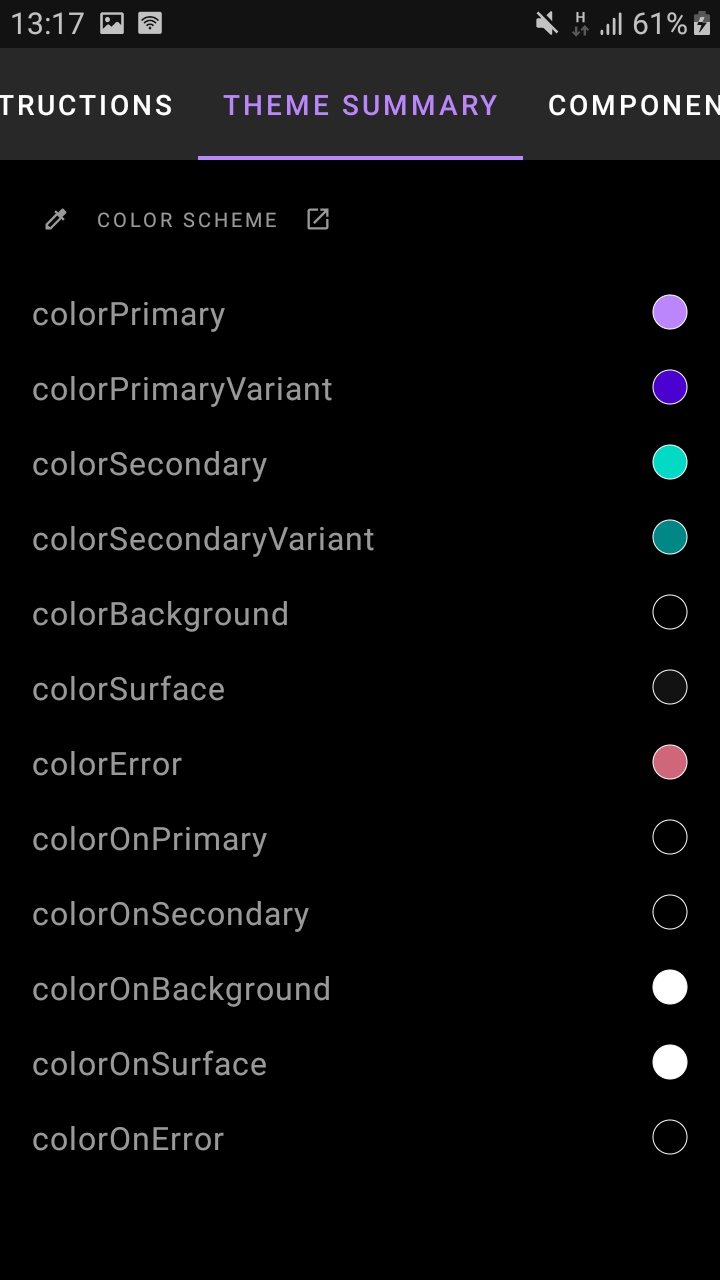 13:17 H 61%
TRUCTIONS THEME SUMMARY COMPONEN
COLOR SCHEME
colorPrimary
colorPrimaryVariant
colorSecondary
colorSecondaryVariant
colorBackground
colorSurface
colorError
colorOnPrimary
colorOnSecondary
colorOnBackground
colorOnSurface
colorOnError